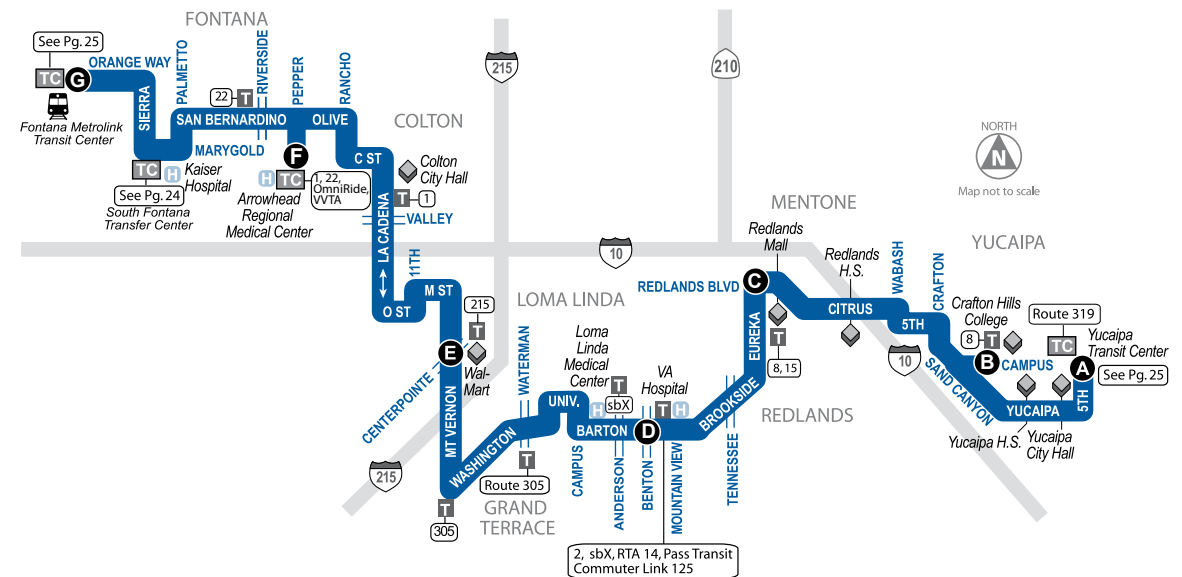 FONTANA
See Pg. 25
TC
G
ORANGE WAY
Fontana Metrolink
Transit Center
SIERRA
PALMETTO
22
T
RIVERSIDE
PEPPER
RANCHO
SAN BERNARDINO
OLIVE
MARYGOLD
TC
H
Kaiser
Hospital
See Pg. 24
South Fontana
Transfer Center
F
H
TC
1, 22,
OmniRide,
VVTA
Arrowhead
Regional
Medical Center
C ST
COLTON
Colton
City Hall
T
1
VALLEY
LA CADENA
11TH
O ST
M ST
215
210
10
NORTH
N
Map not to scale
215
T
E
Wal-
Mart
CENTERPOINTE
MT VERNON
215
T
305
WASHINGTON
WATERMAN
T
Route 305
GRAND
TERRACE
LOMA LINDA
UNIV.
Loma
Linda
Medical
Center
T
sbX
H
BARTON
CAMPUS
ANDERSON
BENTON
D
VA
Hospital
T
H
MOUNTAIN VIEW
2, sbX, RTA 14, Pass Transit
Commuter Link 125
BROOKSIDE
TENNESSEE
EUREKA
REDLANDS BLVD
C
Redlands
Mall
T
8, 15
REDLANDS
MENTONE
Redlands
H.S.
CITRUS
10
WABASH
5TH
CRAFTON
YUCAIPA
Crafton Hills
College
8
T
B
CAMPUS
SAND CANYON
Route 319
TC
Yucaipa
Transit Center
A
See Pg. 25
YUCAIPA
5TH
Yucaipa H.S.
Yucaipa
City Hall